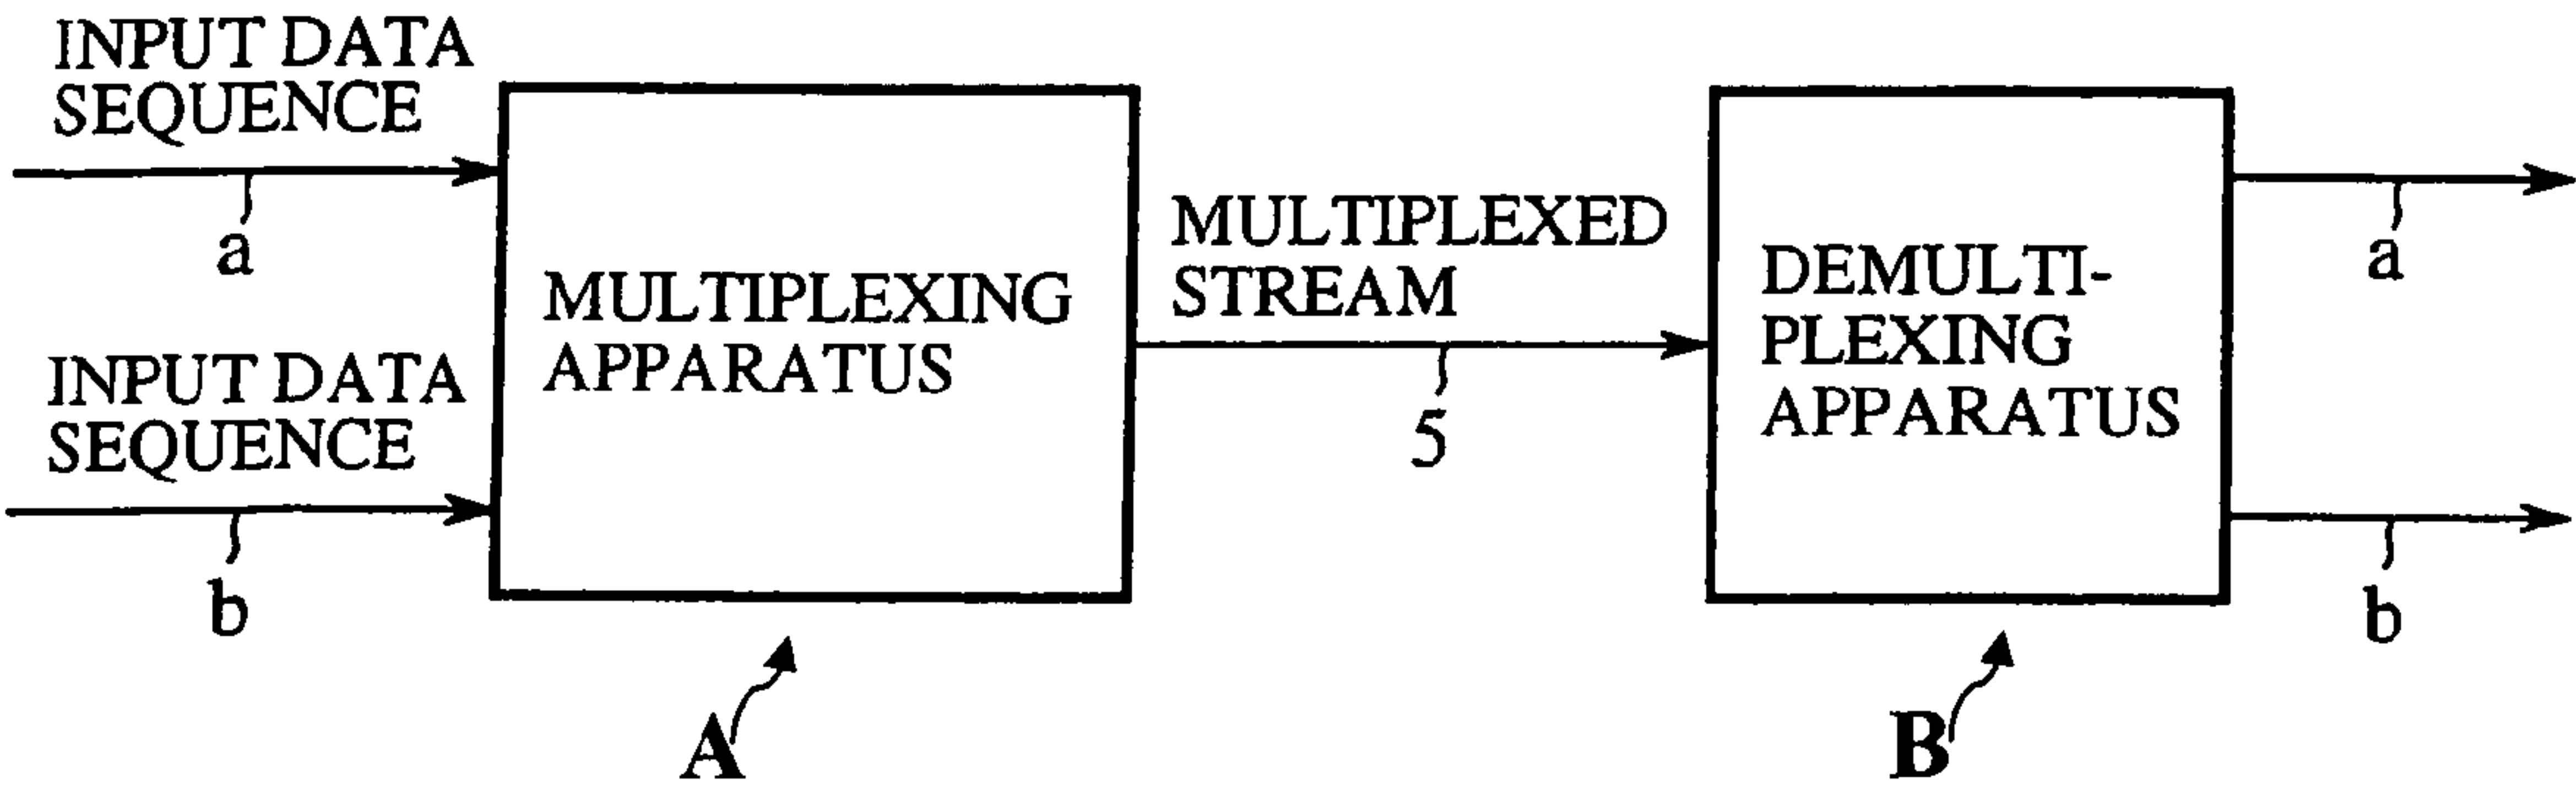 INPUT DATA
SEQUENCE
a
INPUT DATA
SEQUENCE
b
MULTIPLEXING
APPARATUS
A
MULTIPLEXED
STREAM
5
DEMULTI-
PLEXING
APPARATUS
B
a
b